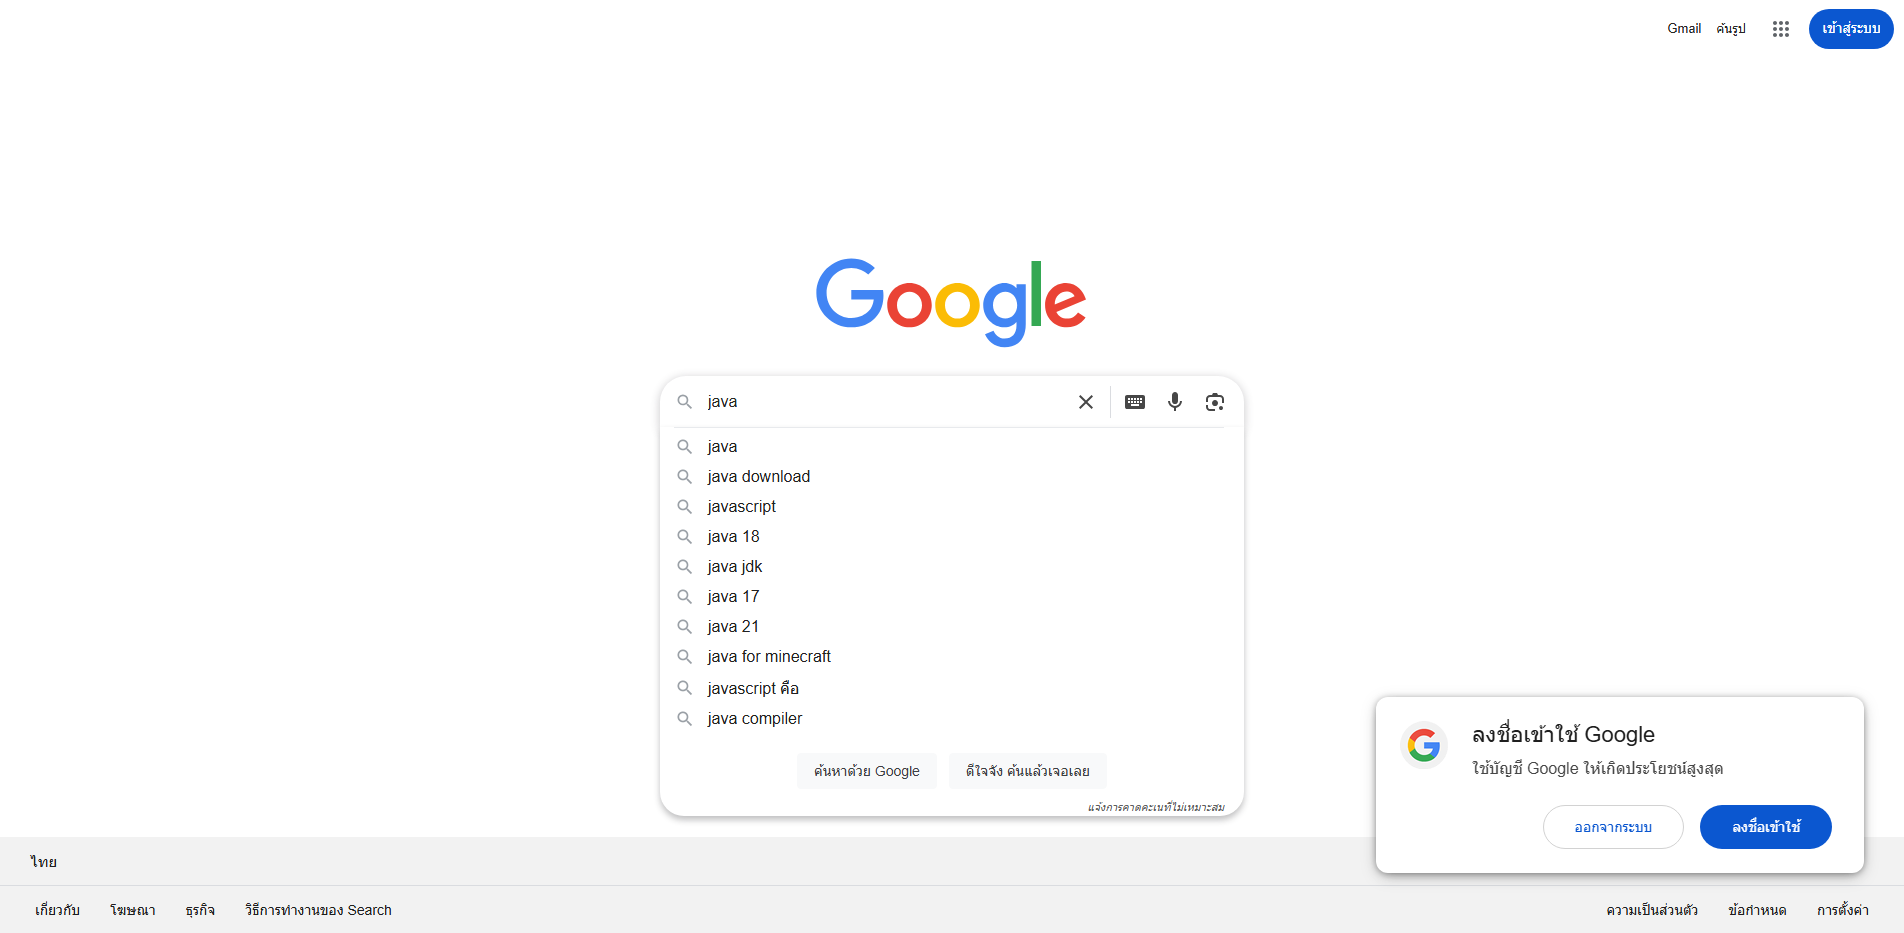 Gmail ค้นรูป เข้าสู่ระบบ
Google
java
java
java download
javascript
java 18
java jdk
java 17
java 21
java for minecraft
javascript คือ
java compiler
ค้นหาด้วย Google ดีใจจัง ค้นแล้วเจอเลย
แจ้งการคาดคะเนที่ไม่เหมาะสม
ลงชื่อเข้าใช้ Google
ใช้บัญชี Google ให้เกิดประโยชน์สูงสุด
ออกจากระบบ ลงชื่อเข้าใช้
ไทย
เกี่ยวกับ โฆษณา ธุรกิจ วิธีการทำงานของ Search ความเป็นส่วนตัว ข้อกำหนด การตั้งค่า